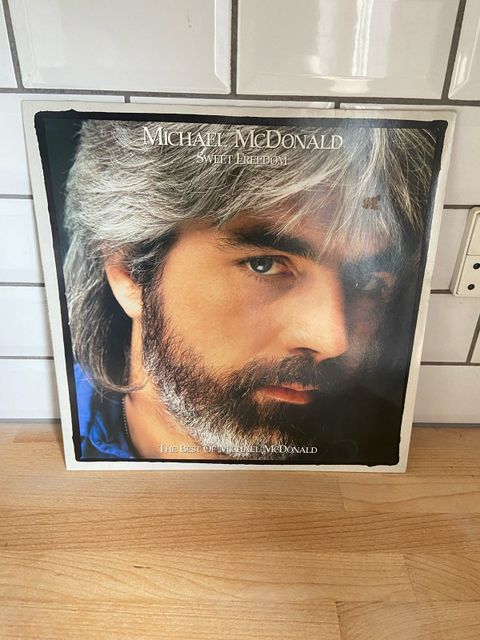 MICHAEL MCDONALD
SWEET FREEDOM
THE BEST OF MICHAEL MCDONALD